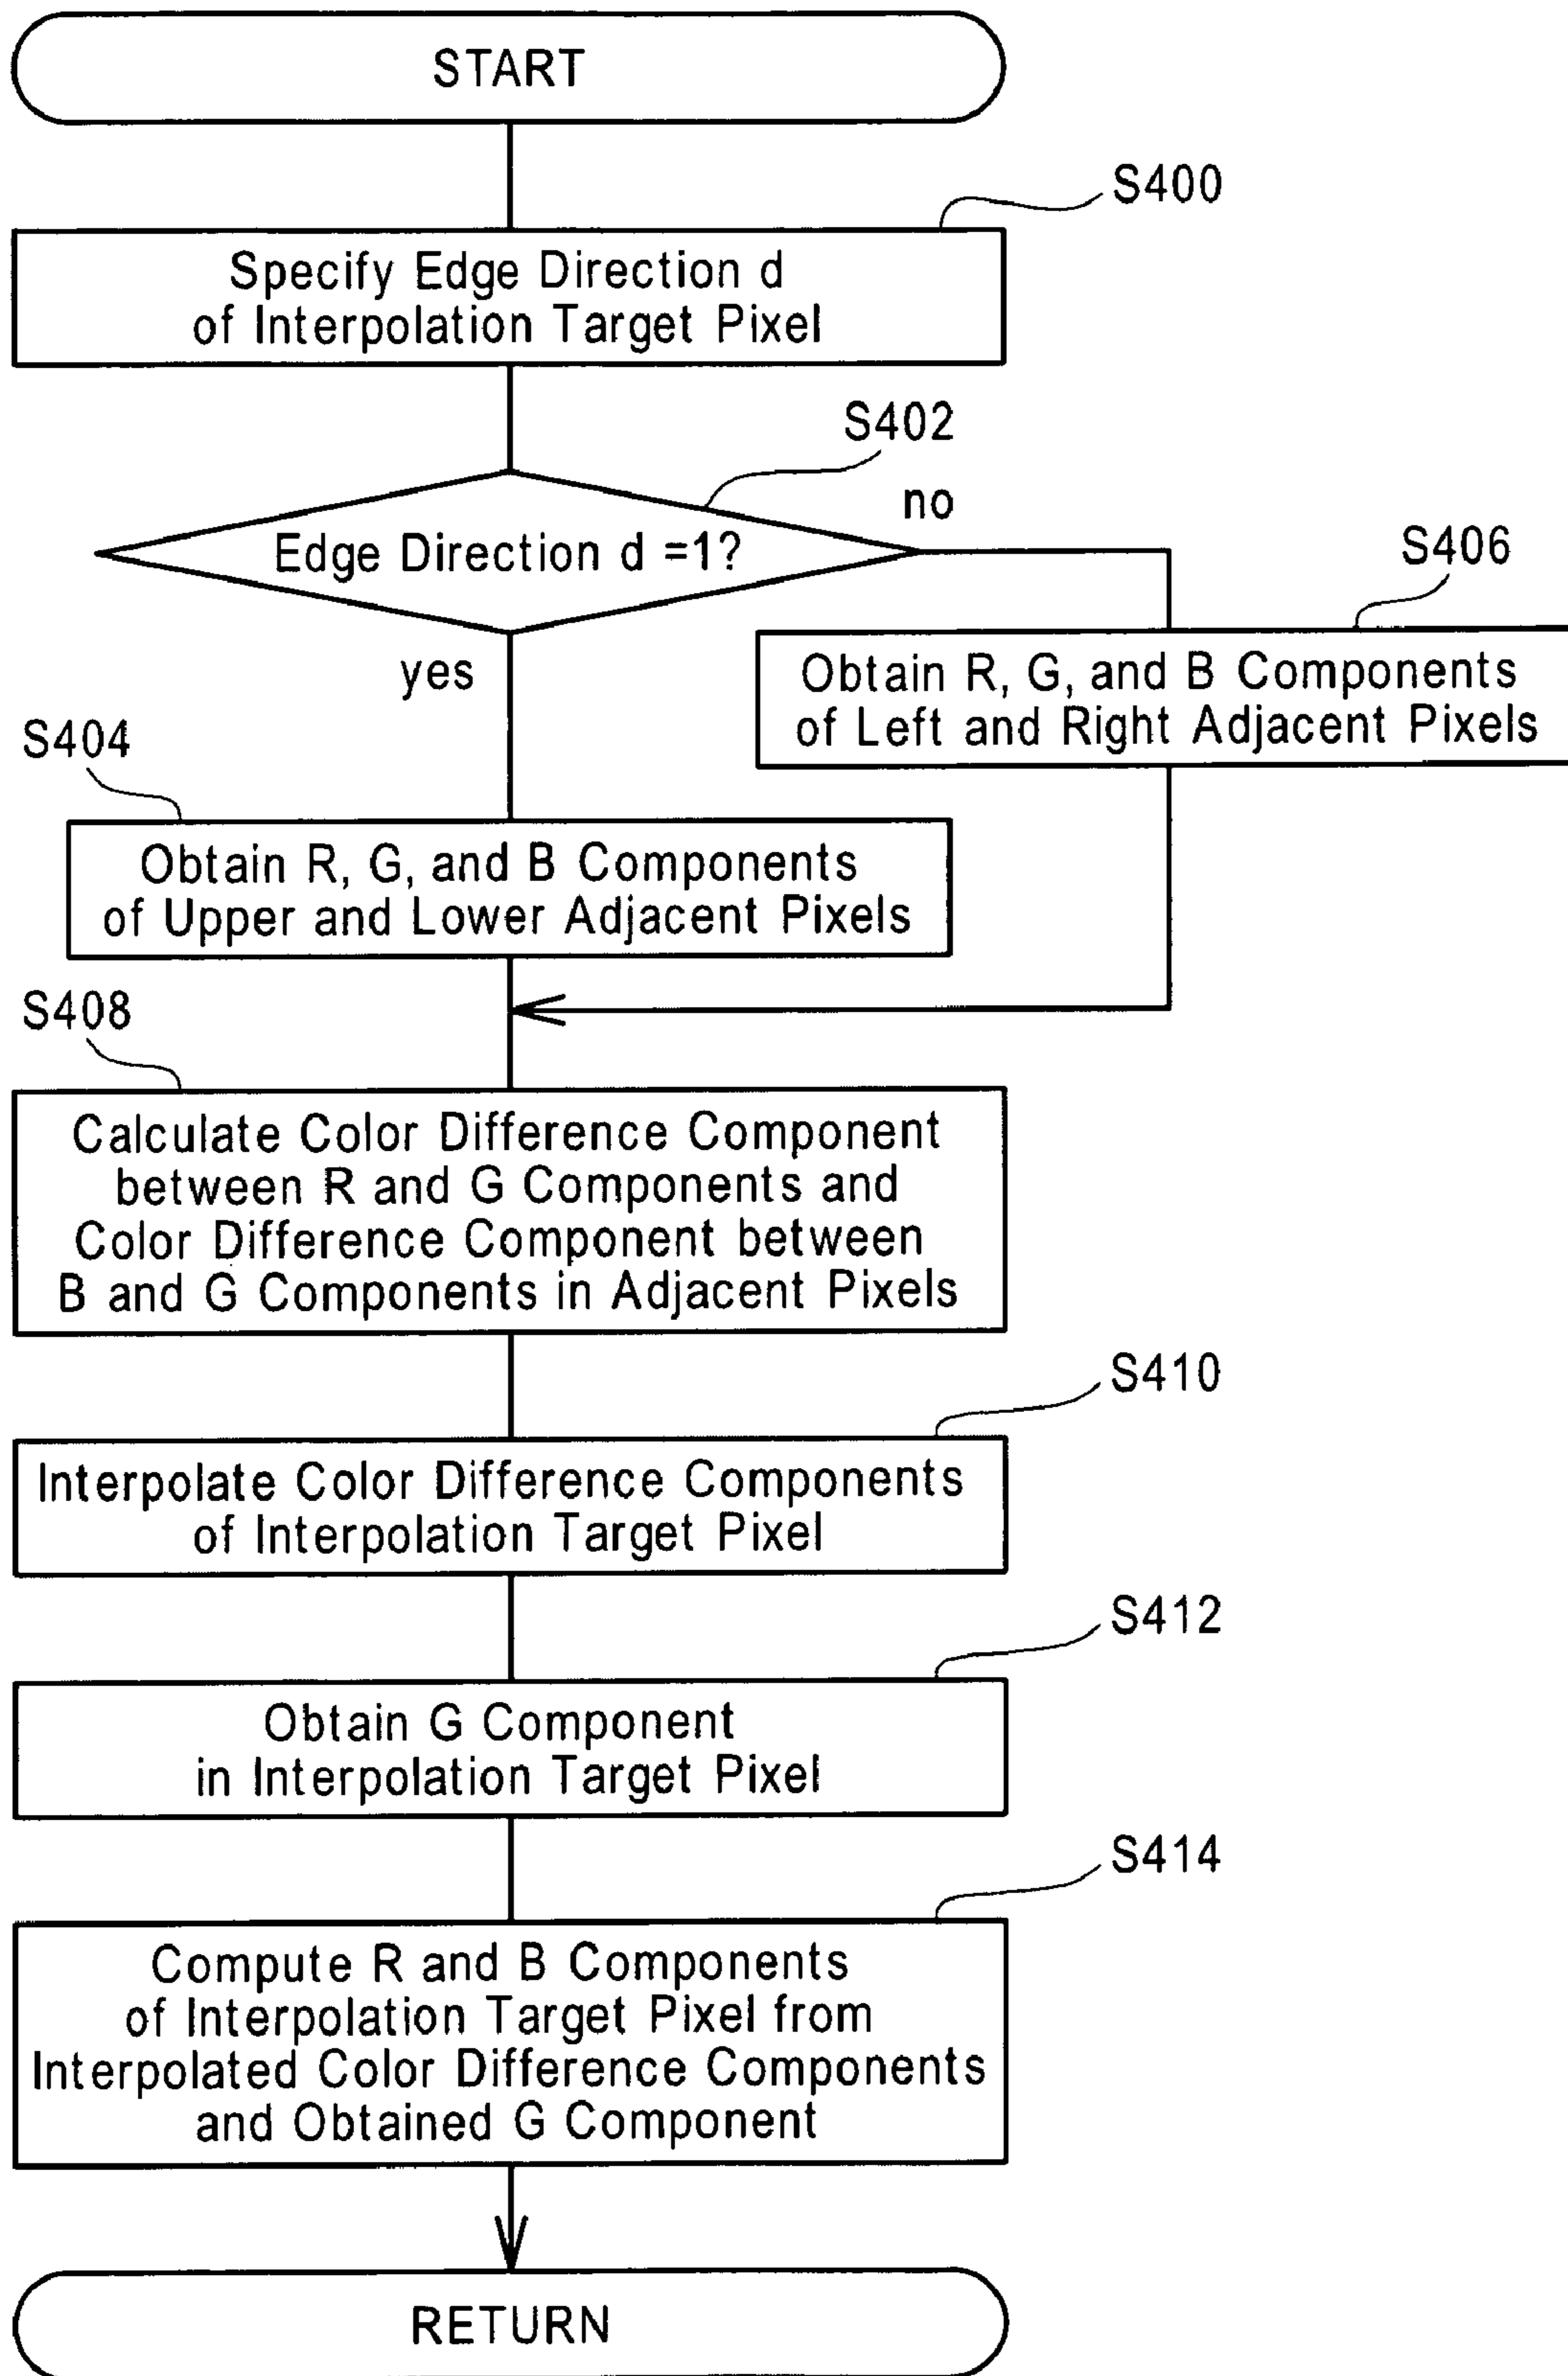 START
S400
Specify Edge Direction d
of Interpolation Target Pixel
S402
no
Edge Direction d =1?
S406
yes
Obtain R, G, and B Components
of Left and Right Adjacent Pixels
S404
Obtain R, G, and B Components
of Upper and Lower Adjacent Pixels
S408
Calculate Color Difference Component
between R and G Components and
Color Difference Component between
B and G Components in Adjacent Pixels
S410
Interpolate Color Difference Components
of Interpolation Target Pixel
S412
Obtain G Component
in Interpolation Target Pixel
S414
Compute R and B Components
of Interpolation Target Pixel from
Interpolated Color Difference Components
and Obtained G Component
RETURN